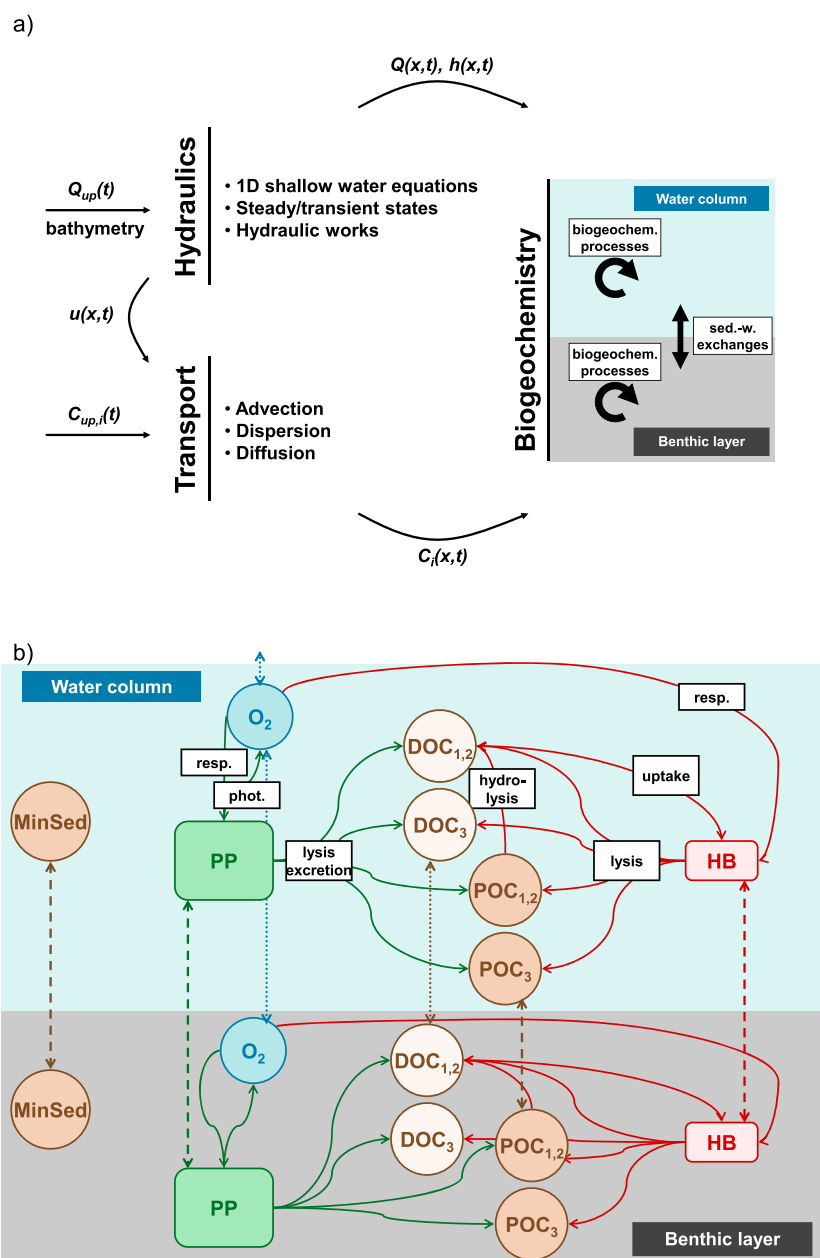 a)
Q(x,t), h(x,t)
Hydraulics
Q_up(t)
bathymetry
• 1D shallow water equations
• Steady/transient states
• Hydraulic works
u(x,t)
Transport
C_up,i(t)
• Advection
• Dispersion
• Diffusion
C_i(x,t)
Biogeochemistry
Water column
biogeochem.
processes
sed.-w.
exchanges
biogeochem.
processes
Benthic layer
b)
Water column
O₂
resp.
phot.
resp.
DOC₁,₂
hydro-
lysis
uptake
MinSed
DOC₃
PP
lysis
excretion
lysis
HB
POC₁,₂
POC₃
O₂
DOC₁,₂
MinSed
DOC₃
POC₁,₂
HB
PP
POC₃
Benthic layer